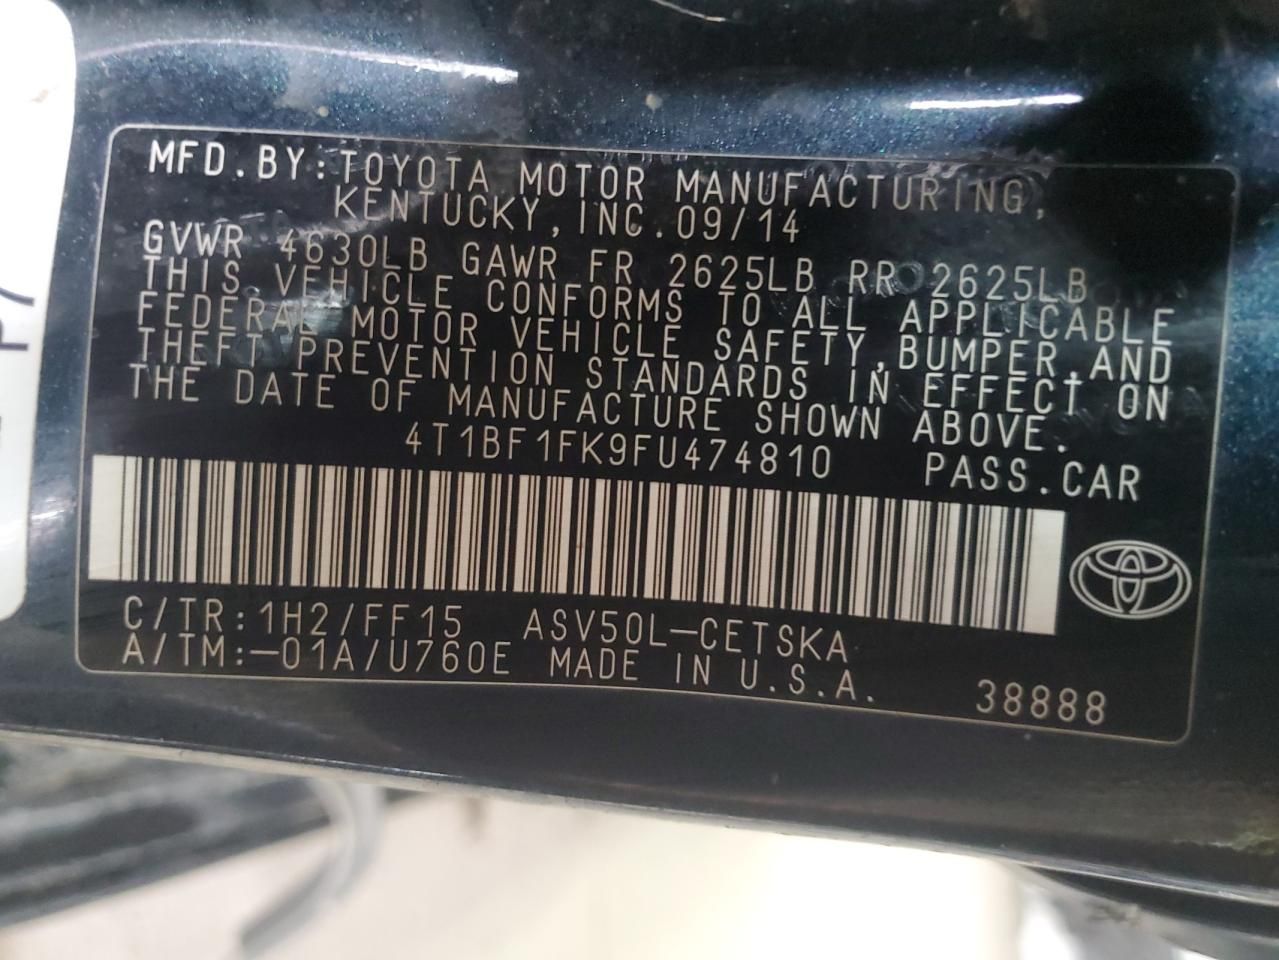 MFD.BY:TOYOTA MOTOR MANUFACTURING,
KENTUCKY,INC.09/14
GVWR 4630LB GAWR FR 2625LB RR 2625LB
THIS VEHICLE CONFORMS TO ALL APPLICABLE
FEDERAL MOTOR VEHICLE SAFETY,BUMPER,AND
THEFT PREVENTION STANDARDS IN EFFECT ON
THE DATE OF MANUFACTURE SHOWN ABOVE.
4T1BF1FK9FU474810 PASS.CAR
C/TR:1H2/FF15 ASV50L-CETSKA
A/TM:-01A/U760E MADE IN U.S.A.
38888